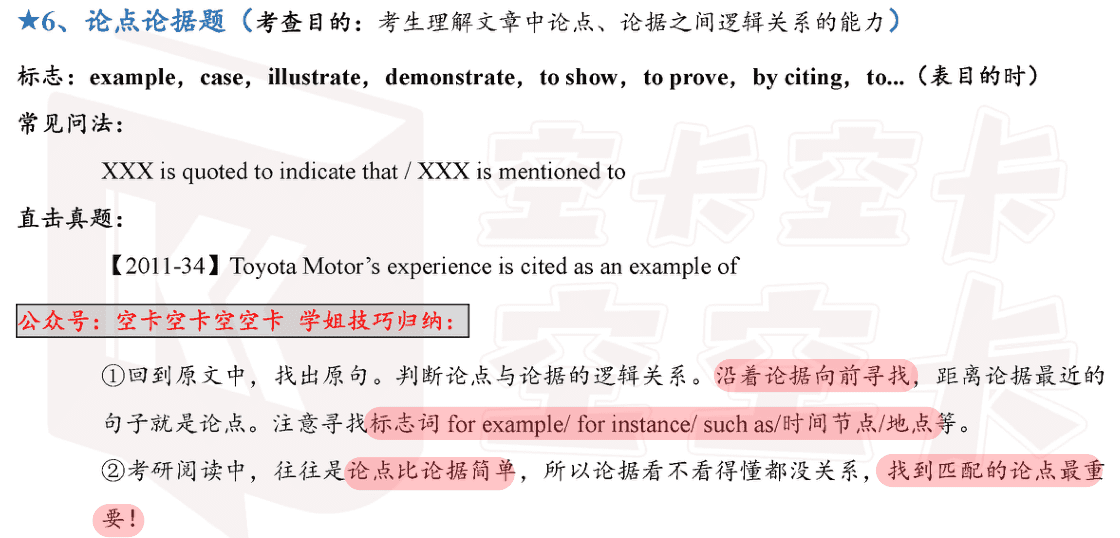 ★6、论点论据题（考查目的：考生理解文章中论点、论据之间逻辑关系的能力）
标志：example，case，illustrate，demonstrate，to show，to prove，by citing，to...（表目的时）
常见问法：
XXX is quoted to indicate that / XXX is mentioned to
直击真题：
【2011-34】Toyota Motor’s experience is cited as an example of
公众号：空卡空卡空空卡 学姐技巧归纳：
①回到原文中，找出原句。判断论点与论据的逻辑关系。沿着论据向前寻找，距离论据最近的
句子就是论点。注意寻找标志词 for example/ for instance/ such as/时间节点/地点等。
②考研阅读中，往往是论点比论据简单，所以论据看不看得懂都没关系，找到匹配的论点最重
要！
空卡空卡
空空卡